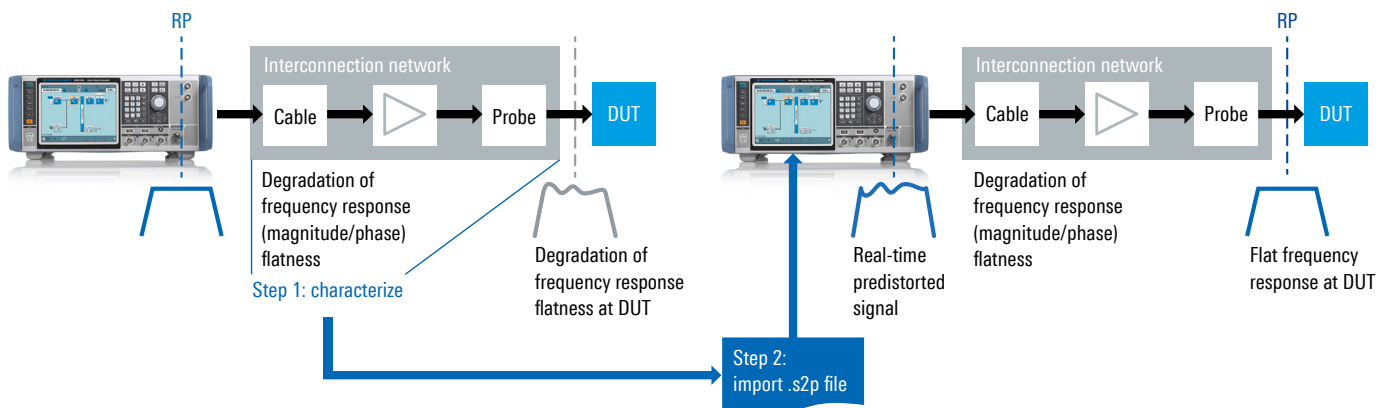 RP
Interconnection network
Cable
Probe
DUT
Degradation of
frequency response
(magnitude/phase)
flatness
Step 1: characterize
Degradation of
frequency response
flatness at DUT
RP
Interconnection network
Cable
Probe
DUT
Real-time
predistorted
signal
Degradation of
frequency response
(magnitude/phase)
flatness
Flat frequency
response at DUT
Step 2:
import .s2p file